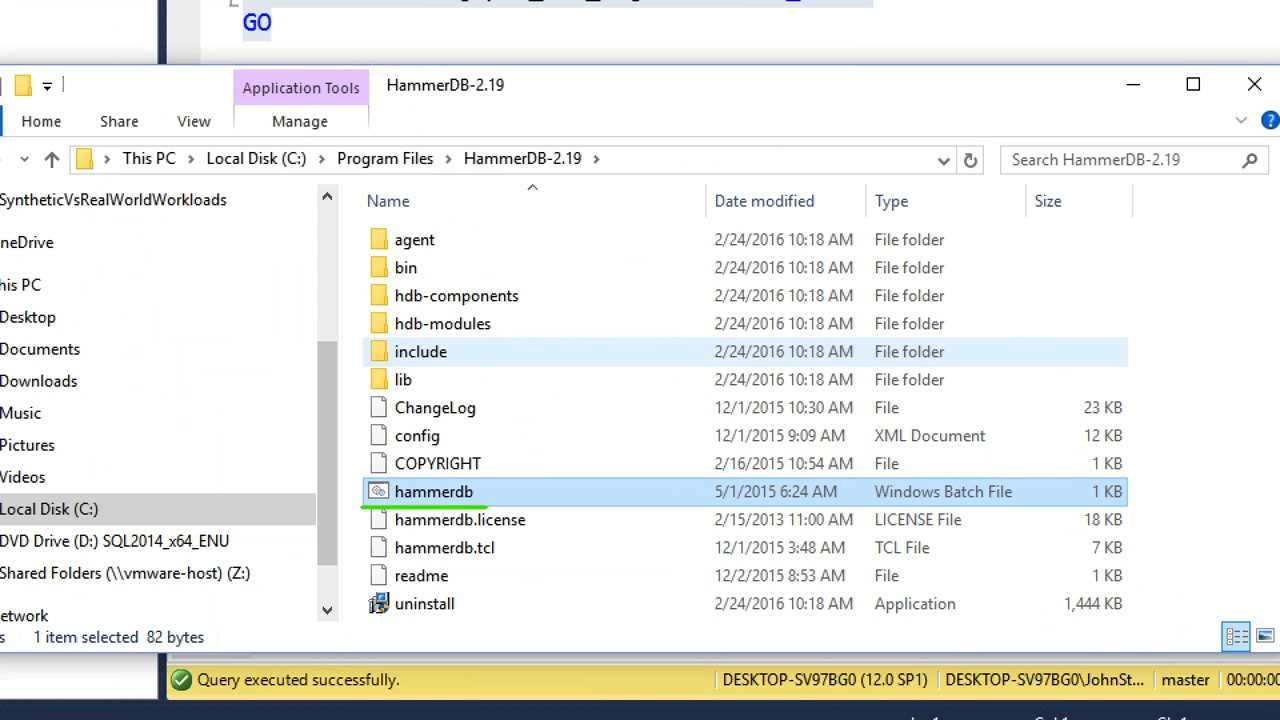 GO
Application Tools
HammerDB-2.19
Home
Share
View
Manage
This PC
Local Disk (C:)
Program Files
HammerDB-2.19
Search HammerDB-2.19
SyntheticVsRealWorldWorkloads
neDrive
his PC
Desktop
Documents
Downloads
Music
Pictures
Videos
Local Disk (C:)
DVD Drive (D:) SQL2014_x64_ENU
Shared Folders (\\vmware-host) (Z:)
etwork
Name Date modified Type Size
agent 2/24/2016 10:18 AM File folder
bin 2/24/2016 10:18 AM File folder
hdb-components 2/24/2016 10:18 AM File folder
hdb-modules 2/24/2016 10:18 AM File folder
include 2/24/2016 10:18 AM File folder
lib 2/24/2016 10:18 AM File folder
ChangeLog 12/1/2015 10:30 AM File 23 KB
config 12/1/2015 9:09 AM XML Document 12 KB
COPYRIGHT 2/16/2015 10:54 AM File 1 KB
hammerdb 5/1/2015 6:24 AM Windows Batch File 1 KB
hammerdb.license 2/15/2013 11:00 AM LICENSE File 18 KB
hammerdb.tcl 12/1/2015 3:48 AM TCL File 7 KB
readme 12/2/2015 8:53 AM File 1 KB
uninstall 2/24/2016 10:18 AM Application 1,444 KB
s 1 item selected 82 bytes
Query executed successfully.
DESKTOP-SV97BG0 (12.0 SP1)
DESKTOP-SV97BG0\JohnSt...
master
00:00:00